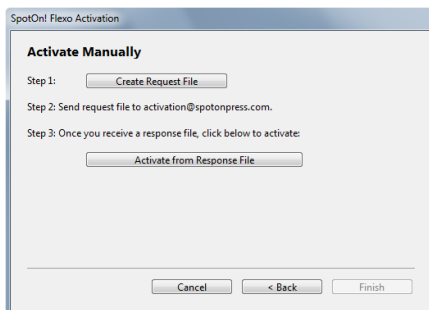 SpotOn! Flexo Activation
Activate Manually
Step 1:	Create Request File
Step 2: Send request file to activation@spotonpress.com.
Step 3: Once you receive a response file, click below to activate:
Activate from Response File
Cancel	< Back	Finish